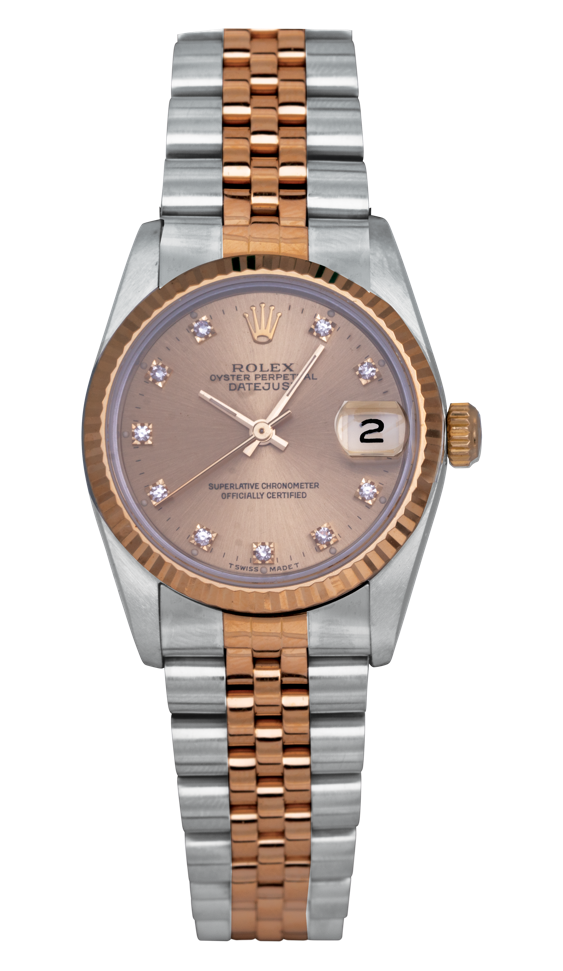 ROLEX
OYSTER PERPETUAL
DATEJUST
2
SUPERLATIVE CHRONOMETER
OFFICIALLY CERTIFIED
T SWISS MADE T